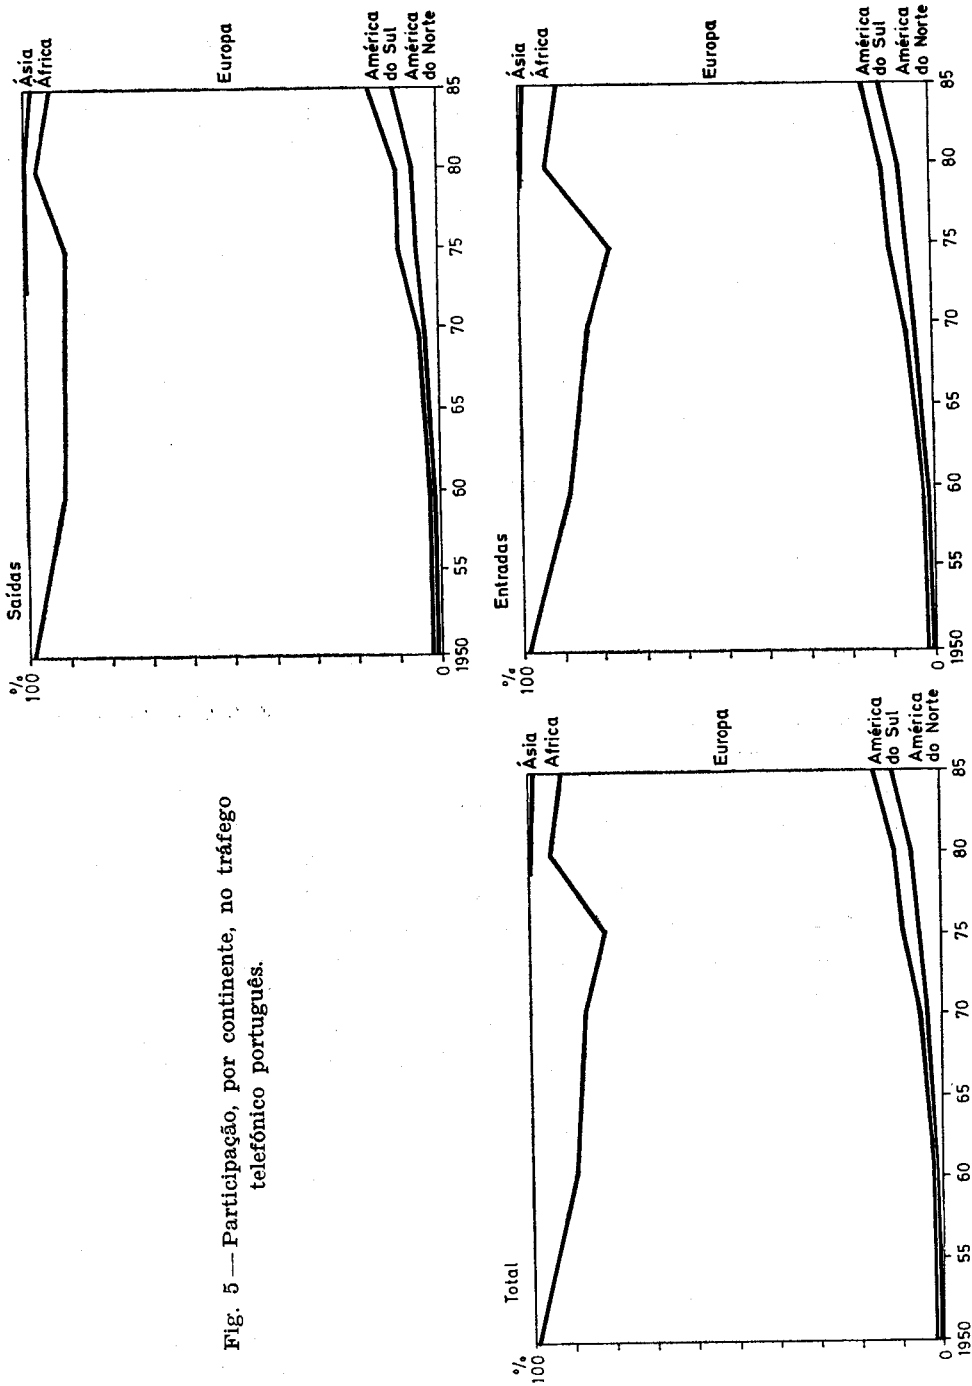 Fig. 5 — Participação, por continente, no tráfego
telefónico português.
Saídas
%
100
0
1950
55
60
65
70
75
80
85
Ásia
África
Europa
América
do Sul
América
do Norte
Total
%
100
0
1950
55
60
65
70
75
80
85
Ásia
Africa
Europa
América
do Sul
América
do Norte
Entradas
%
100
0
1950
55
60
65
70
75
80
85
Ásia
Africa
Europa
América
do Sul
América
do Norte